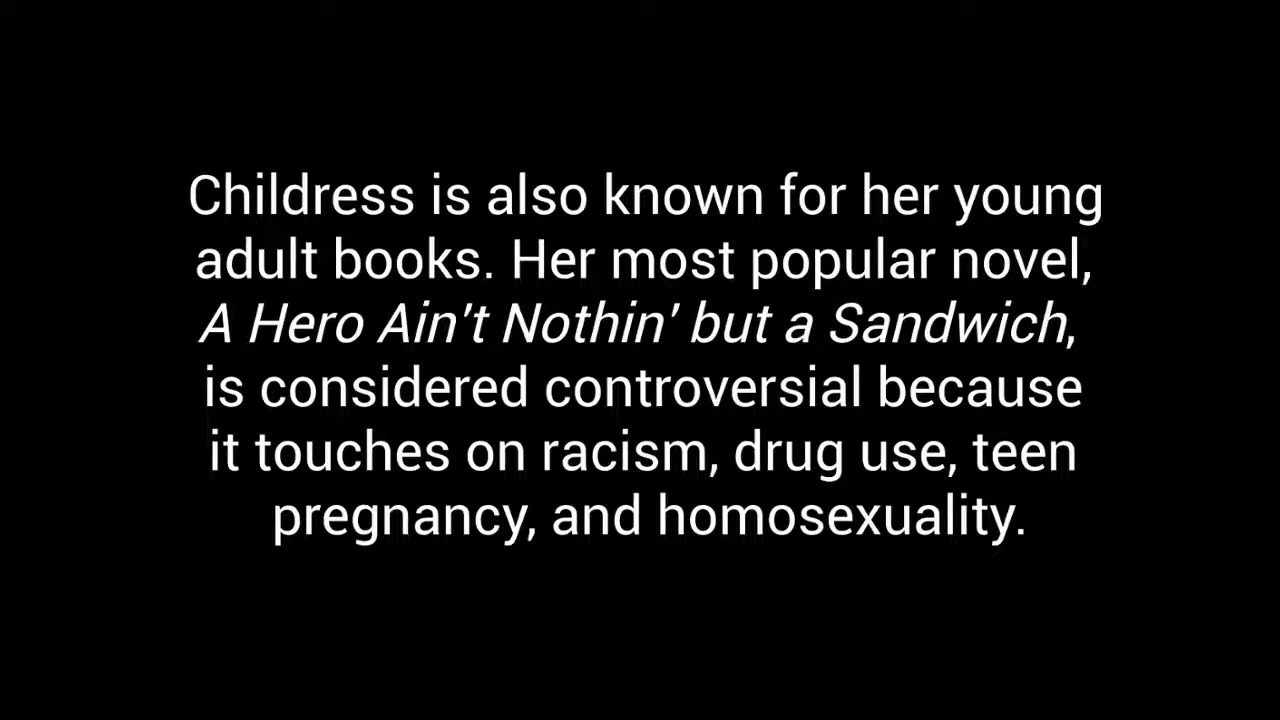 Childress is also known for her young
adult books. Her most popular novel,
A Hero Ain't Nothin' but a Sandwich,
is considered controversial because
it touches on racism, drug use, teen
pregnancy, and homosexuality.